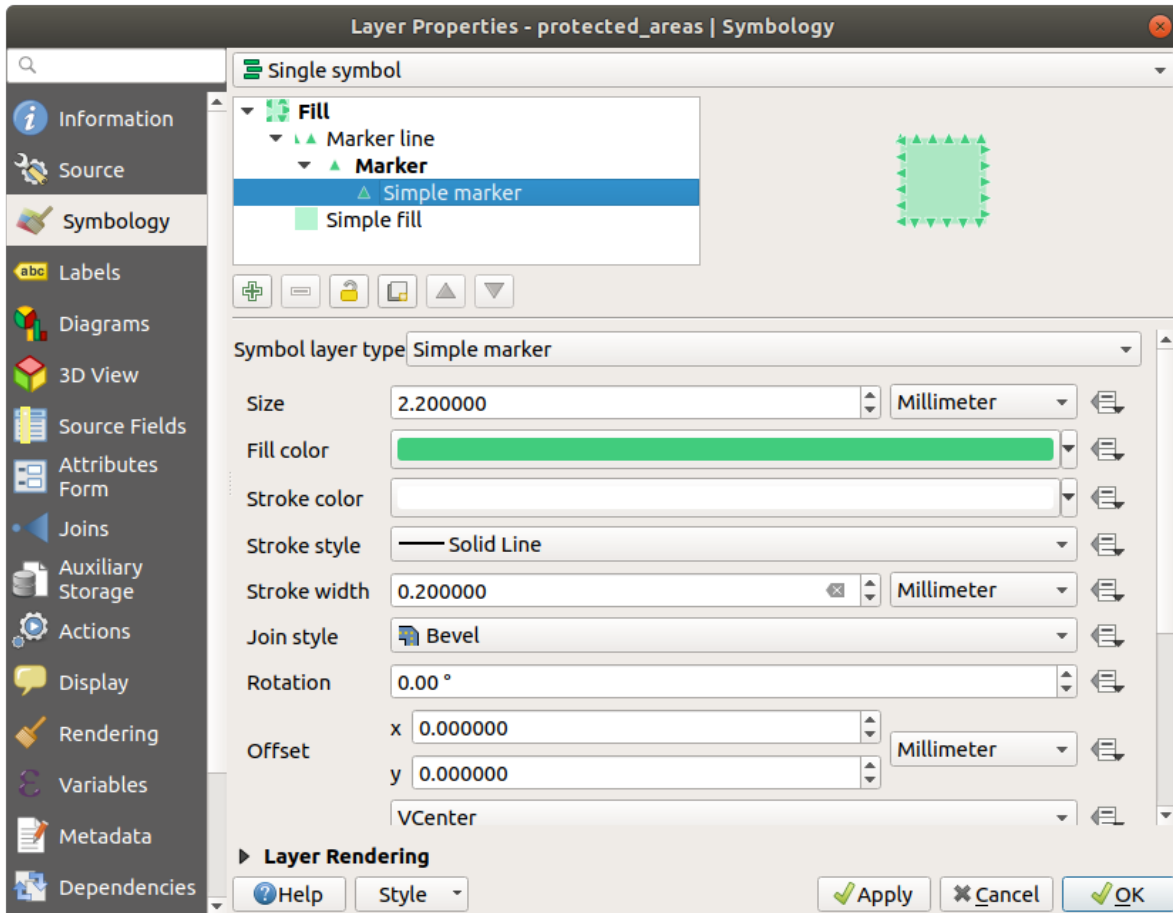 Layer Properties - protected_areas | Symbology
Single symbol
Information
Source
Symbology
abc Labels
Diagrams
3D View
Source Fields
Attributes
Form
Joins
Auxiliary
Storage
Actions
Display
Rendering
Variables
Metadata
Dependencies
Fill
Marker line
Marker
Simple marker
Simple fill
Symbol layer type Simple marker
Size 2.200000 Millimeter
Fill color
Stroke color
Stroke style Solid Line
Stroke width 0.200000 Millimeter
Join style Bevel
Rotation 0.00 °
Offset x 0.000000 Millimeter
y 0.000000
VCenter
Layer Rendering
Help Style Apply Cancel OK